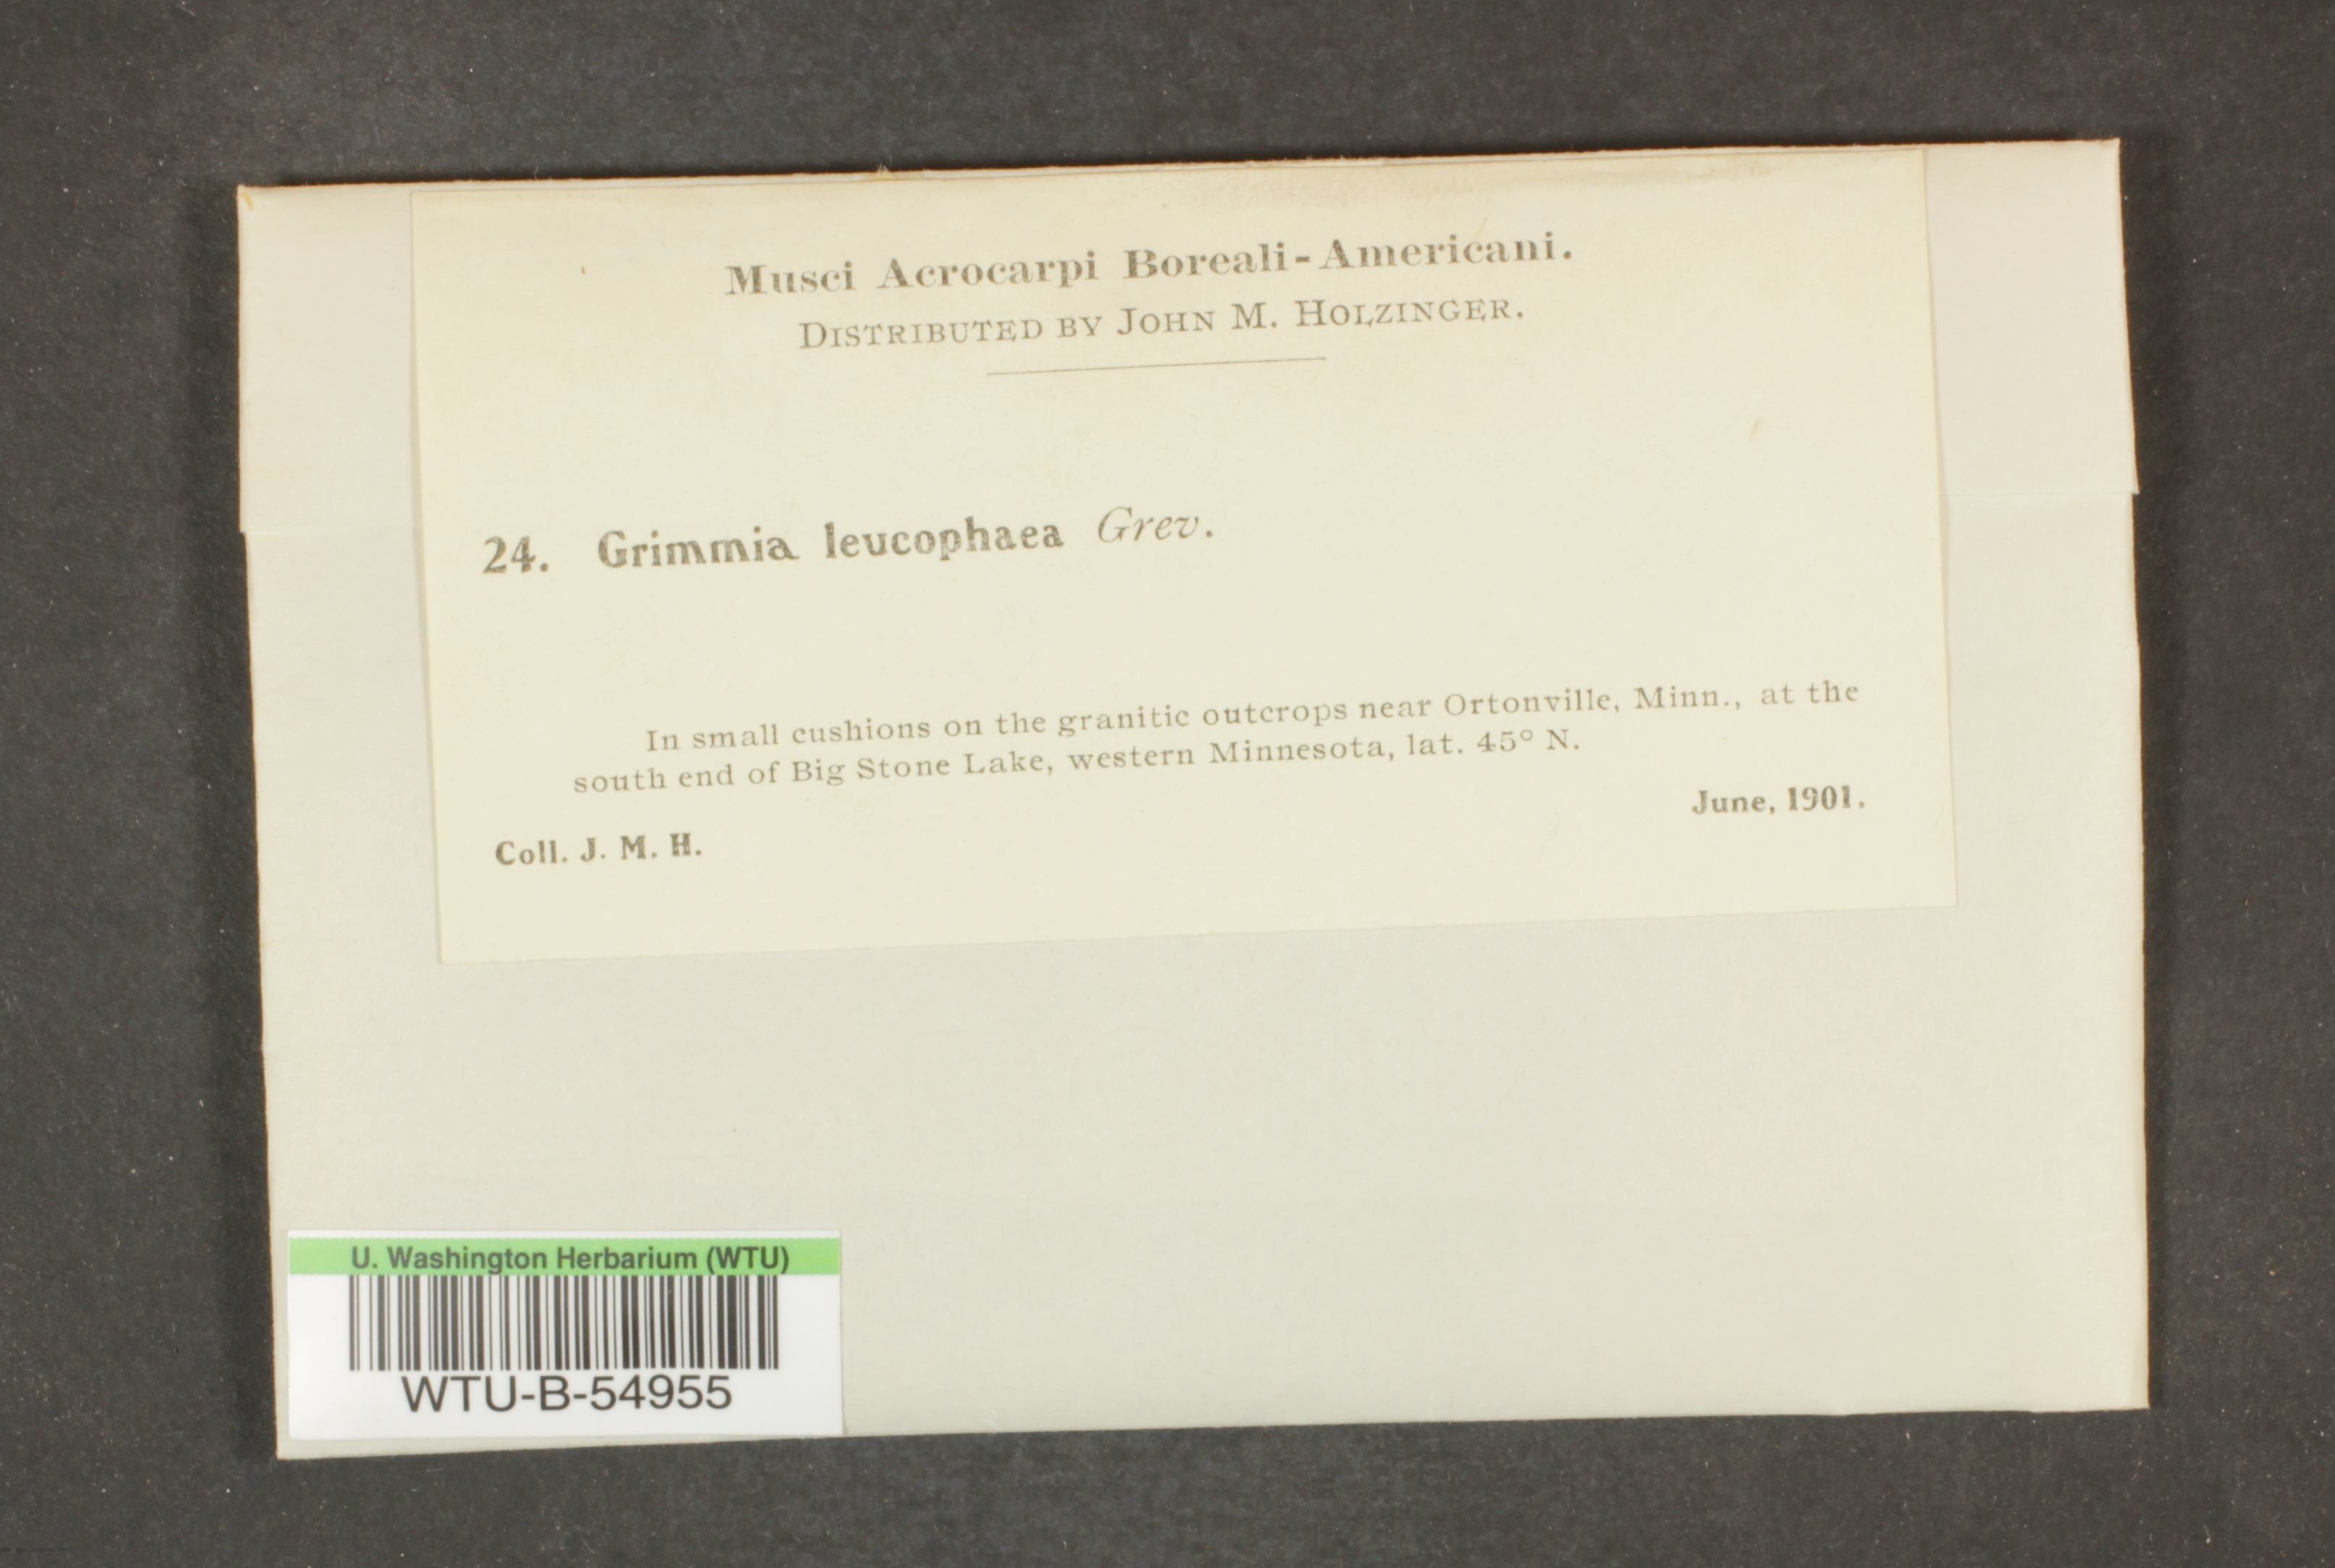 Musci Acrocarpi Boreali-Americani.
DISTRIBUTED BY JOHN M. HOLZINGER.
24. Grimmia leucophaea Grev.
In small cushions on the granitic outcrops near Ortonville, Minn., at the
south end of Big Stone Lake, western Minnesota, lat. 45° N.
June, 1901.
Coll. J. M. H.
U. Washington Herbarium (WTU)
WTU-B-54955